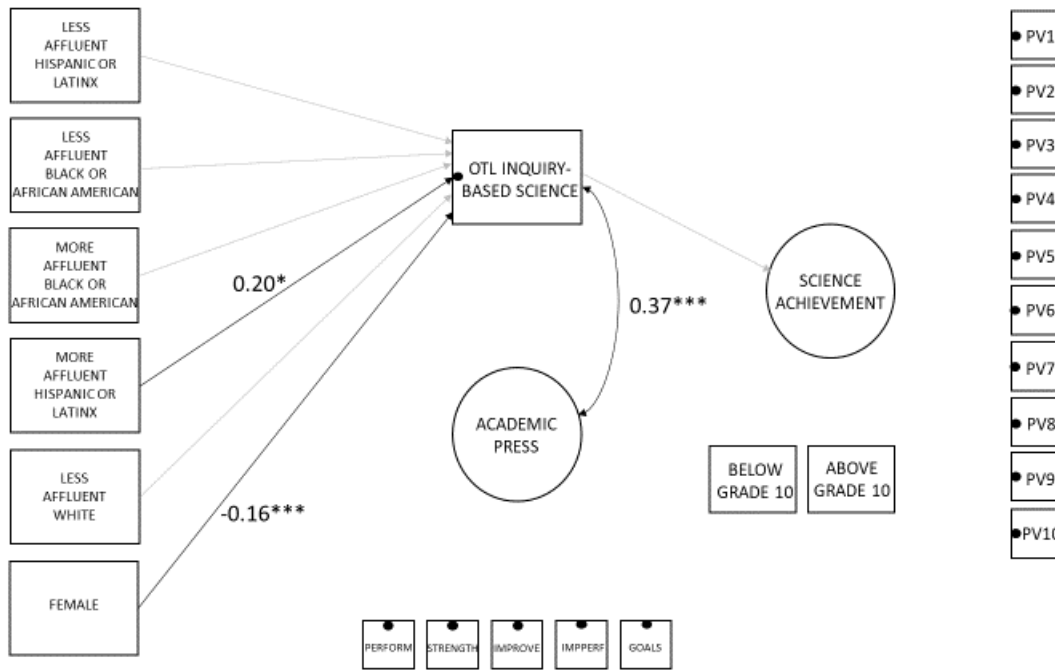 LESS
AFFLUENT
HISPANIC OR
LATINX
LESS
AFFLUENT
BLACK OR
AFRICAN AMERICAN
MORE
AFFLUENT
BLACK OR
AFRICAN AMERICAN
MORE
AFFLUENT
HISPANIC OR
LATINX
LESS
AFFLUENT
WHITE
FEMALE
0.20*
-0.16***
OTL INQUIRY-
BASED SCIENCE
0.37***
ACADEMIC
PRESS
SCIENCE
ACHIEVEMENT
BELOW
GRADE 10
ABOVE
GRADE 10
PERFORM
STRENGTH
IMPROVE
IMPPERF
GOALS
PV1
PV2
PV3
PV4
PV5
PV6
PV7
PV8
PV9
PV10